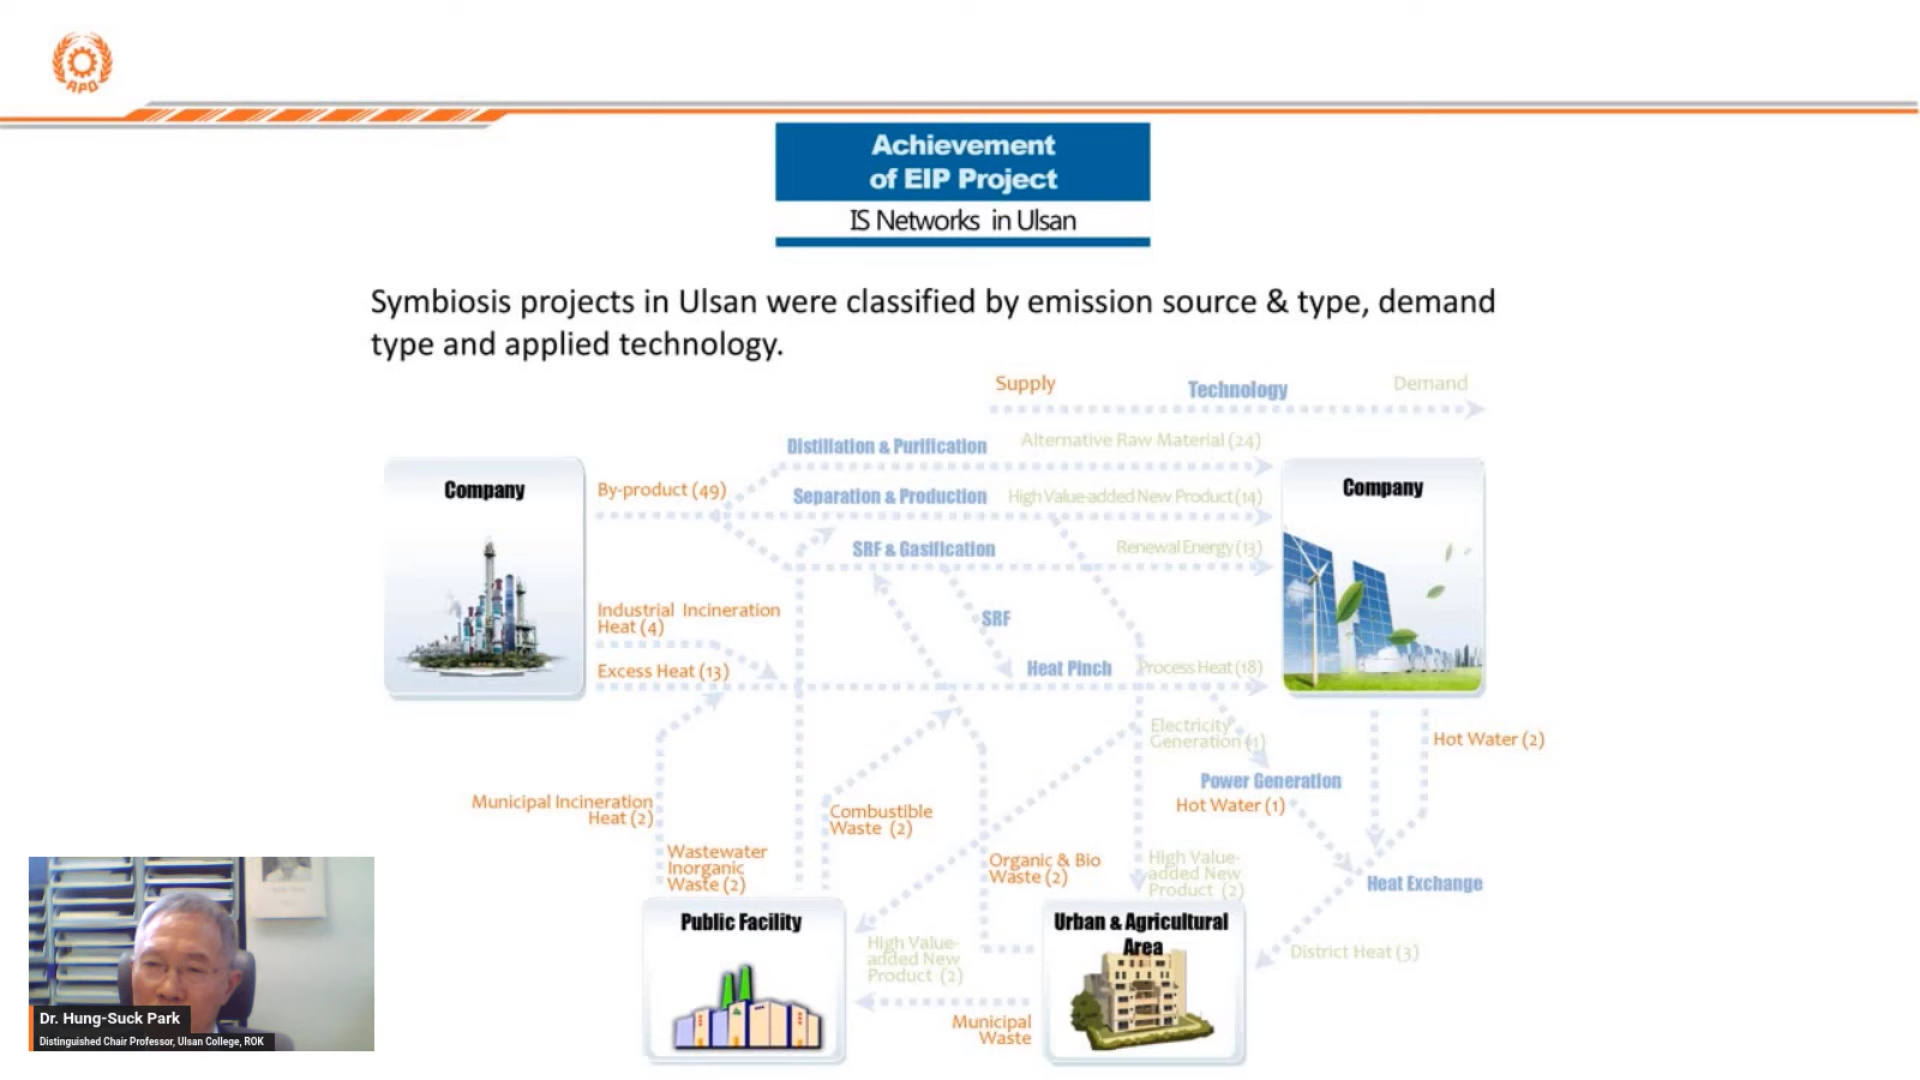 APO
Achievement
of EIP Project
IS Networks in Ulsan
Symbiosis projects in Ulsan were classified by emission source & type, demand
type and applied technology.
Supply
Technology
Demand
Distillation & Purification
Alternative Raw Material (24)
Company
By-product (49)
Separation & Production
High Value-added New Product (14)
Company
SRF & Gasification
Renewal Energy (13)
Industrial Incineration
Heat (4)
SRF
Excess Heat (13)
Heat Pinch
Process Heat (18)
Electricity
Generation (1)
Hot Water (2)
Power Generation
Hot Water (1)
Municipal Incineration
Heat (2)
Combustible
Waste (2)
Wastewater
Inorganic
Waste (2)
Organic & Bio
Waste (2)
High Value-
added New
Product (2)
Heat Exchange
Public Facility
Urban & Agricultural
Area
High Value-
added New
Product (2)
District Heat (3)
Municipal
Waste
Dr. Hung-Suck Park
Distinguished Chair Professor, Ulsan College, ROK